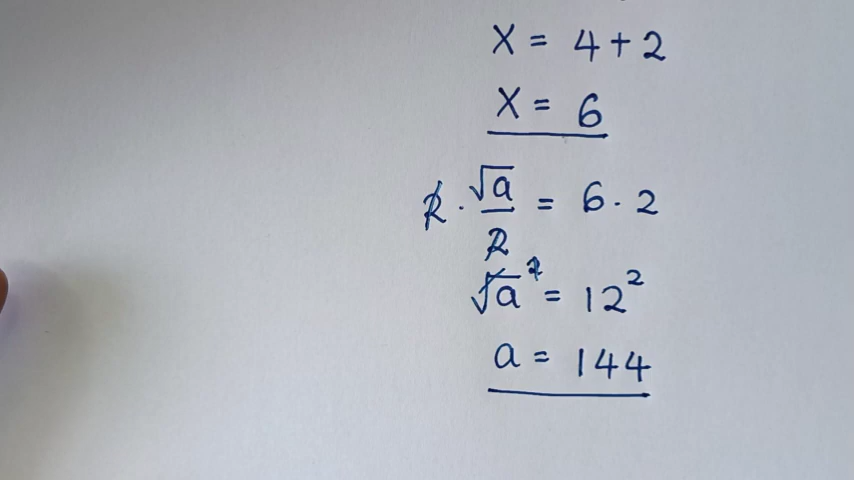 x = 4 + 2
x = 6
2 · √a/2 = 6 · 2
√a² = 12²
a = 144